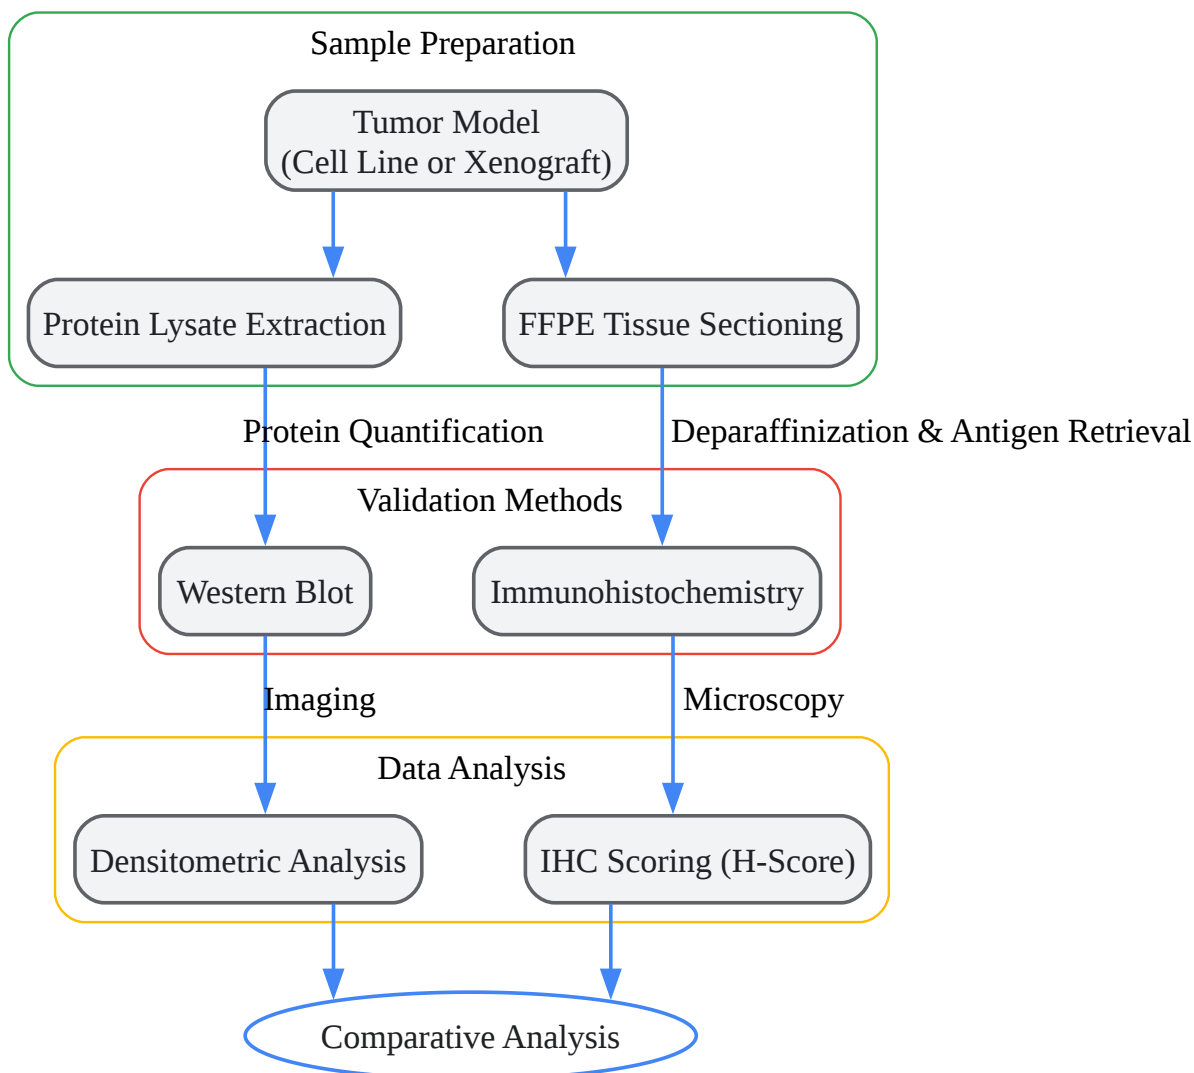 Sample Preparation
Tumor Model
(Cell Line or Xenograft)
Protein Lysate Extraction
FFPE Tissue Sectioning
Protein Quantification
Deparaffinization & Antigen Retrieval
Validation Methods
Western Blot
Immunohistochemistry
Imaging
Microscopy
Data Analysis
Densitometric Analysis
IHC Scoring (H-Score)
Comparative Analysis